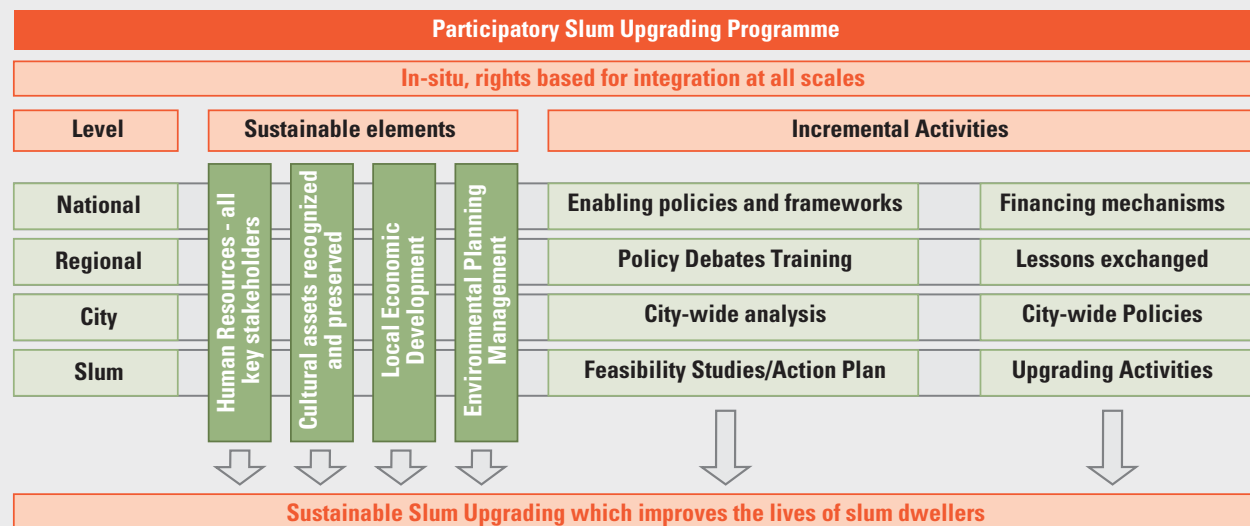 Participatory Slum Upgrading Programme
In-situ, rights based for integration at all scales
Level
Sustainable elements
Incremental Activities
National
Regional
City
Slum
Human Resources - all
key stakeholders
Cultural assets recognized
and preserved
Local Economic
Development
Environmental Planning
Management
Enabling policies and frameworks
Financing mechanisms
Policy Debates Training
Lessons exchanged
City-wide analysis
City-wide Policies
Feasibility Studies/Action Plan
Upgrading Activities
Sustainable Slum Upgrading which improves the lives of slum dwellers